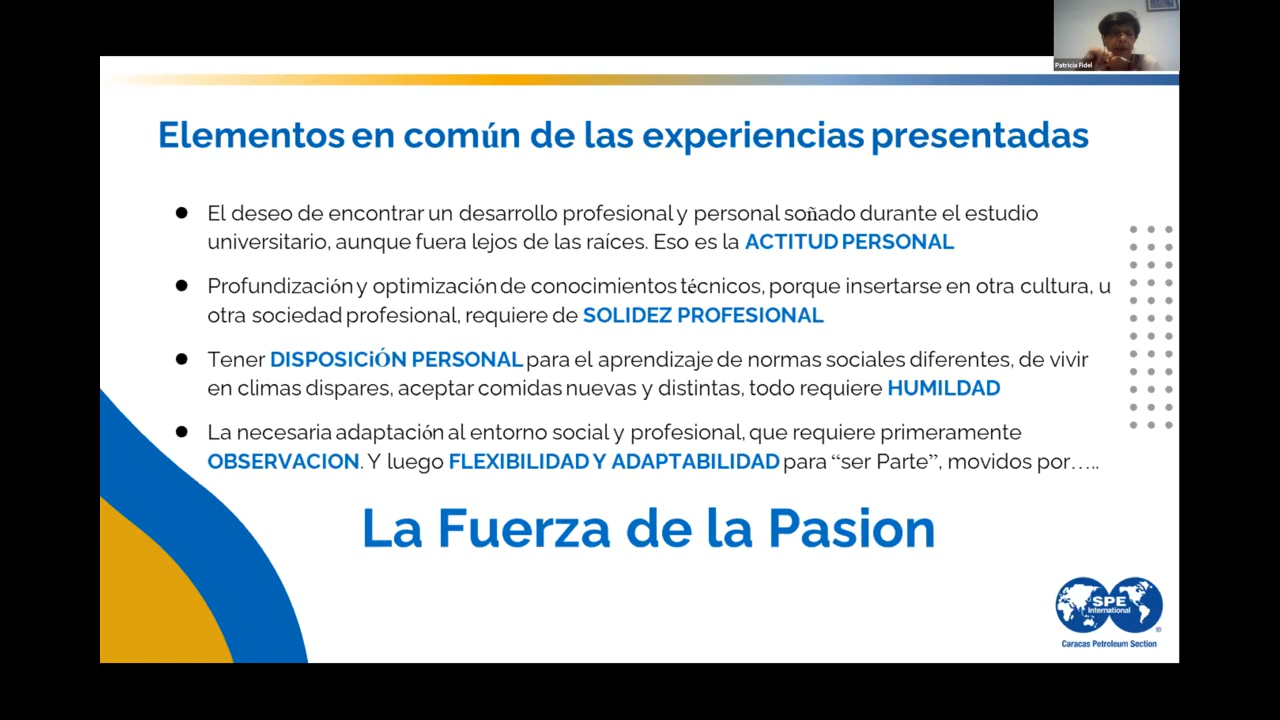 Patricia Fidel
Elementos en común de las experiencias presentadas
● El deseo de encontrar un desarrollo profesional y personal soñado durante el estudio
universitario, aunque fuera lejos de las raíces. Eso es la ACTITUD PERSONAL
● Profundización y optimización de conocimientos técnicos, porque insertarse en otra cultura, u
otra sociedad profesional, requiere de SOLIDEZ PROFESIONAL
● Tener DISPOSICiÓN PERSONAL para el aprendizaje de normas sociales diferentes, de vivir
en climas dispares, aceptar comidas nuevas y distintas, todo requiere HUMILDAD
● La necesaria adaptación al entorno social y profesional, que requiere primeramente
OBSERVACION. Y luego FLEXIBILIDAD Y ADAPTABILIDAD para “ser Parte”, movidos por…..
La Fuerza de la Pasion
SPE
International
®
Caracas Petroleum Section